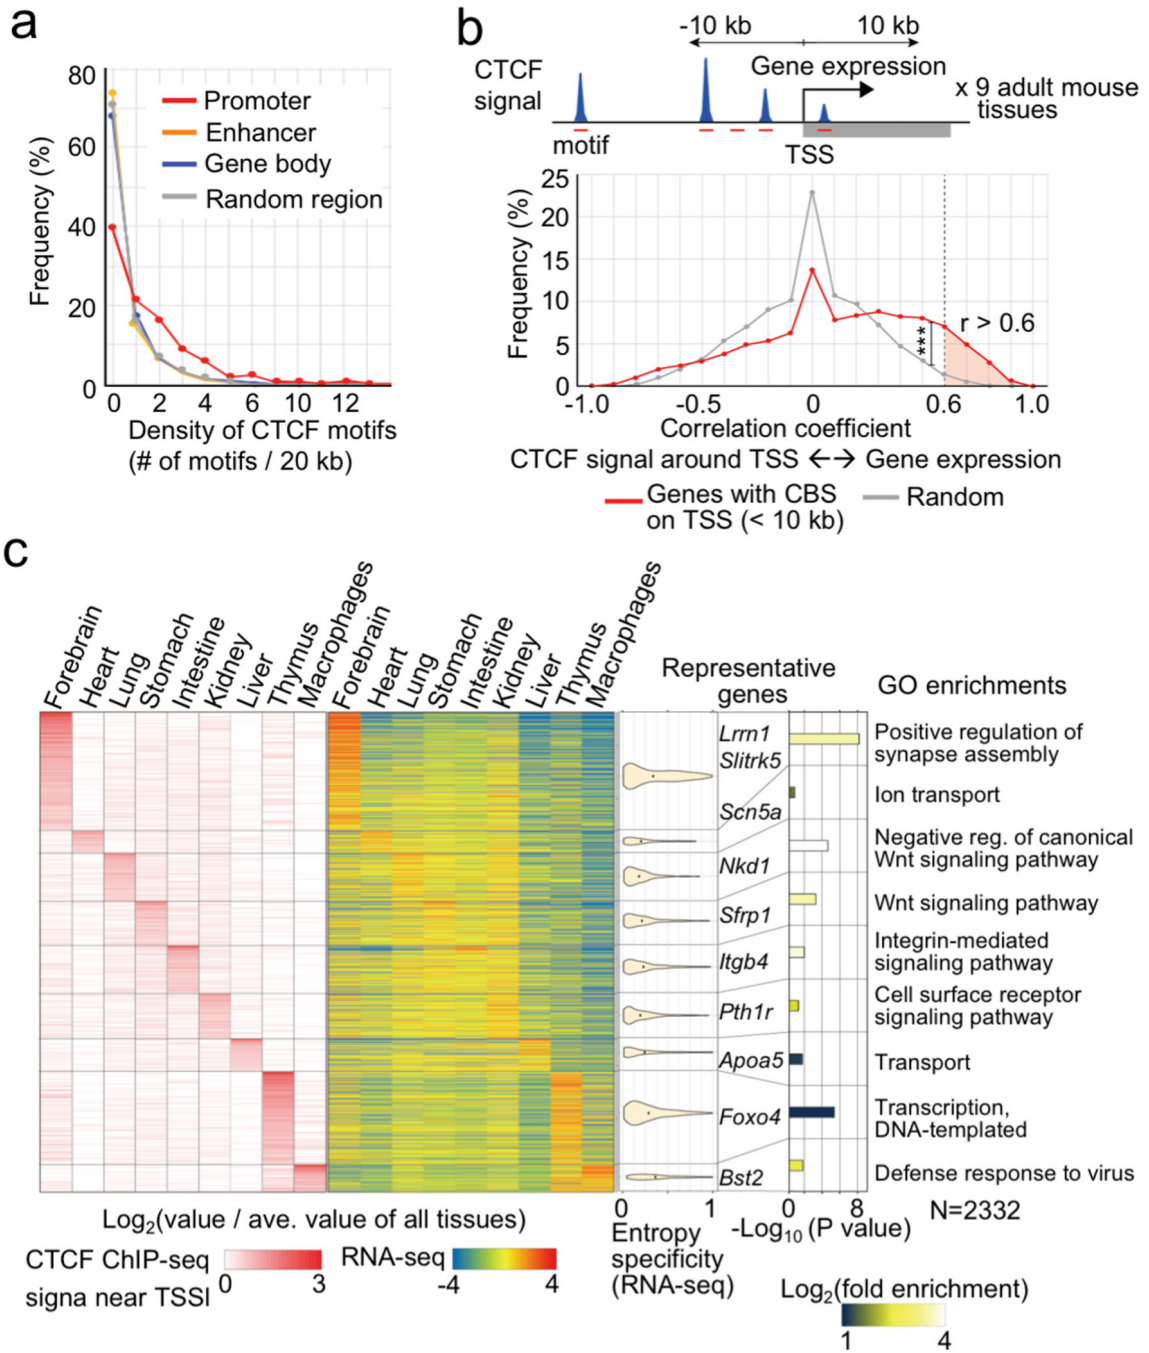 a
80
60
40
20
0
Frequency (%)
Promoter
Enhancer
Gene body
Random region
0 2 4 6 8 10 12
Density of CTCF motifs
(# of motifs / 20 kb)
b
-10 kb 10 kb
CTCF
signal
Gene expression
x 9 adult mouse
tissues
motif
TSS
25
20
15
10
5
0
Frequency (%)
***
r > 0.6
-1.0 -0.5 0 0.6 1.0
Correlation coefficient
CTCF signal around TSS ←→ Gene expression
Genes with CBS
on TSS (< 10 kb)
Random
c
Forebrain
Heart
Lung
Stomach
Intestine
Kidney
Liver
Thymus
Macrophages
Forebrain
Heart
Lung
Stomach
Intestine
Kidney
Liver
Thymus
Macrophages
Representative
genes
GO enrichments
Lrrn1
Slitrk5
Scn5a
Nkd1
Sfrp1
Itgb4
Pth1r
Apoa5
Foxo4
Bst2
Positive regulation of
synapse assembly
Ion transport
Negative reg. of canonical
Wnt signaling pathway
Wnt signaling pathway
Integrin-mediated
signaling pathway
Cell surface receptor
signaling pathway
Transport
Transcription,
DNA-templated
Defense response to virus
0 1
Entropy
specificity
(RNA-seq)
0 8
-Log10 (P value)
N=2332
Log2(value / ave. value of all tissues)
CTCF ChIP-seq
signa near TSSI
0 3
RNA-seq
-4 4
Log2(fold enrichment)
1 4